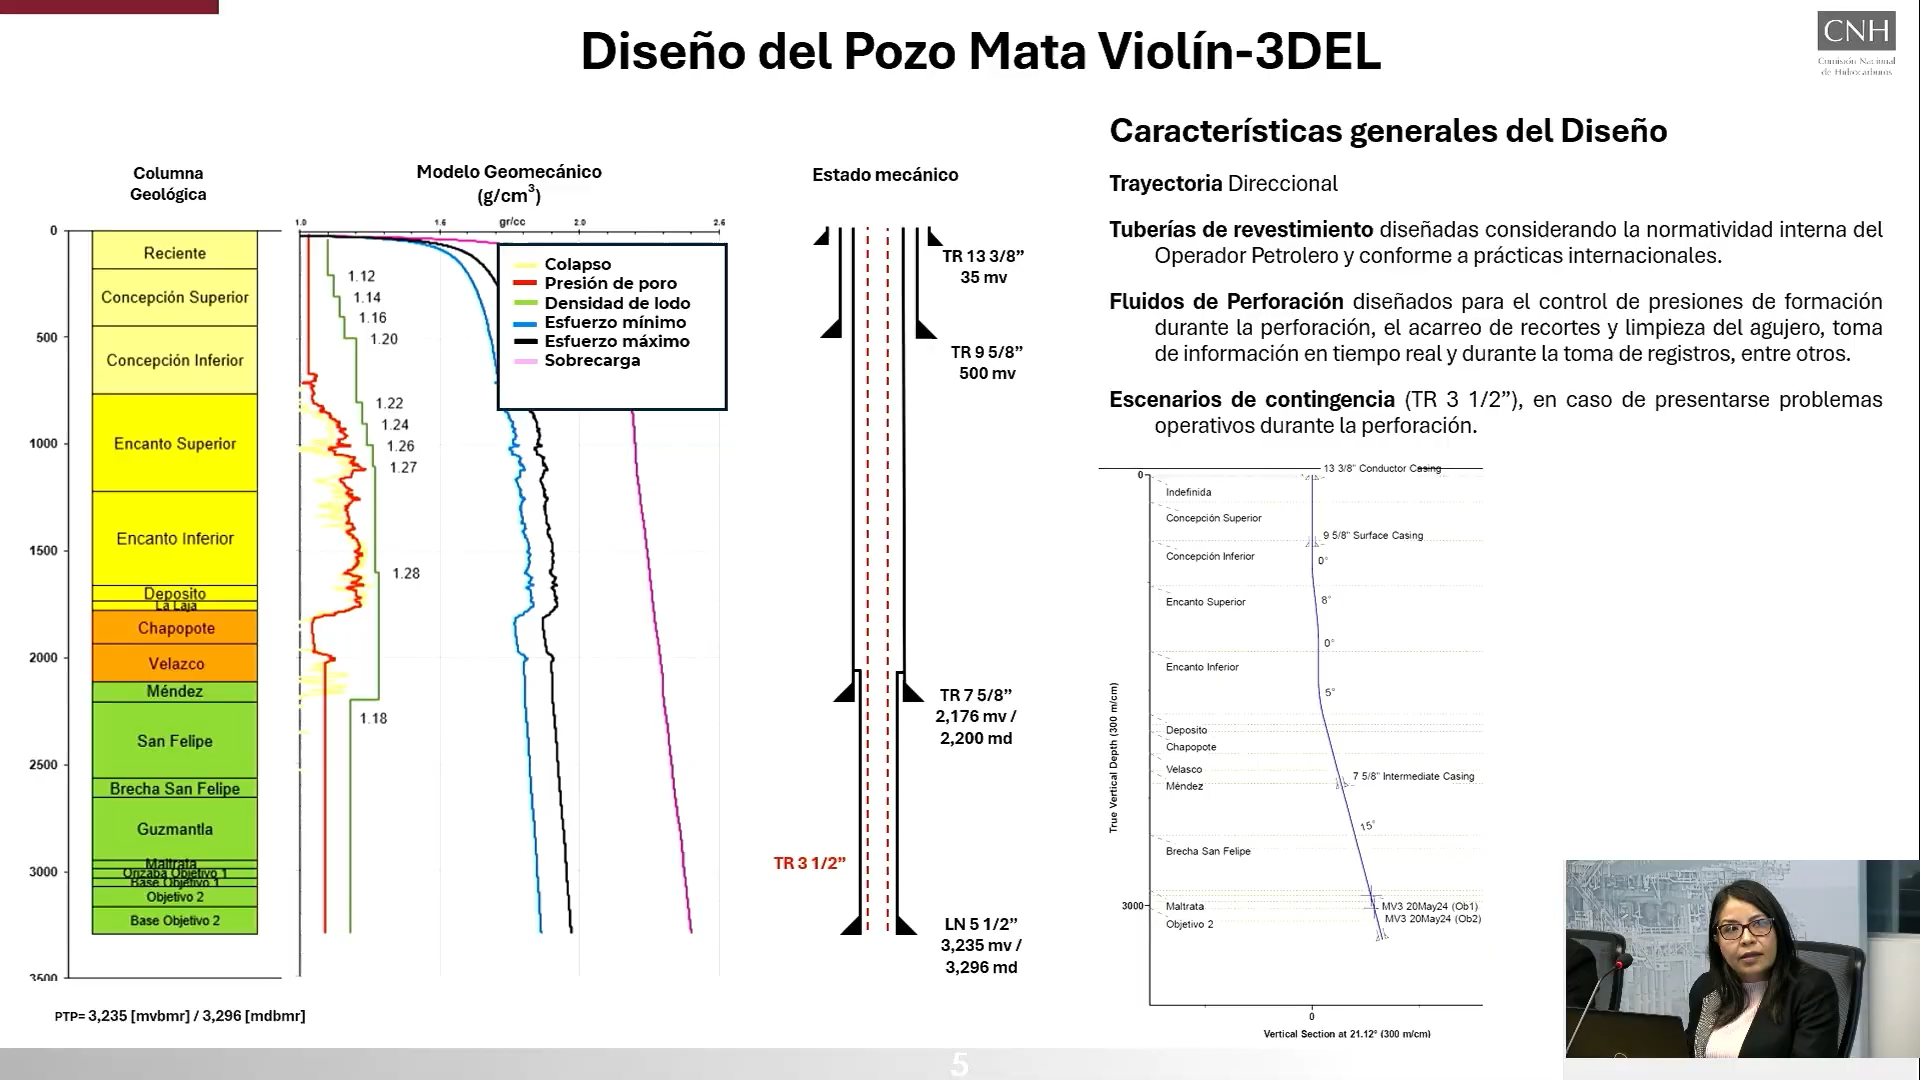 Diseño del Pozo Mata Violín-3DEL
CNH
Comisión Nacional
de Hidrocarburos
Columna
Geológica
0
500
1000
1500
2000
2500
3000
3500
Reciente
Concepción Superior
Concepción Inferior
Encanto Superior
Encanto Inferior
Deposito
La Laja
Chapopote
Velazco
Méndez
San Felipe
Brecha San Felipe
Guzmantla
Maltrata
Orizaba Objetivo 1
Base Objetivo 1
Objetivo 2
Base Objetivo 2
PTP= 3,235 [mvbmr] / 3,296 [mdbmr]
Modelo Geomecánico
(g/cm³)
1.0 1.6 gr/cc 2.0 2.6
Colapso
Presión de poro
Densidad de lodo
Esfuerzo mínimo
Esfuerzo máximo
Sobrecarga
1.12
1.14
1.16
1.20
1.22
1.24
1.26
1.27
1.28
1.18
Estado mecánico
TR 13 3/8”
35 mv
TR 9 5/8”
500 mv
TR 7 5/8”
2,176 mv /
2,200 md
TR 3 1/2”
LN 5 1/2”
3,235 mv /
3,296 md
Características generales del Diseño
Trayectoria Direccional
Tuberías de revestimiento diseñadas considerando la normatividad interna del
Operador Petrolero y conforme a prácticas internacionales.
Fluidos de Perforación diseñados para el control de presiones de formación
durante la perforación, el acarreo de recortes y limpieza del agujero, toma
de información en tiempo real y durante la toma de registros, entre otros.
Escenarios de contingencia (TR 3 1/2”), en caso de presentarse problemas
operativos durante la perforación.
True Vertical Depth (300 m/cm)
0
3000
13 3/8" Conductor Casing
Indefinida
Concepción Superior
9 5/8" Surface Casing
Concepción Inferior
0°
Encanto Superior
8°
0°
Encanto Inferior
5°
Deposito
Chapopote
Velasco
7 5/8" Intermediate Casing
Méndez
15°
Brecha San Felipe
Maltrata
MV3 20May24 (Ob1)
MV3 20May24 (Ob2)
Objetivo 2
0
Vertical Section at 21.12° (300 m/cm)
5